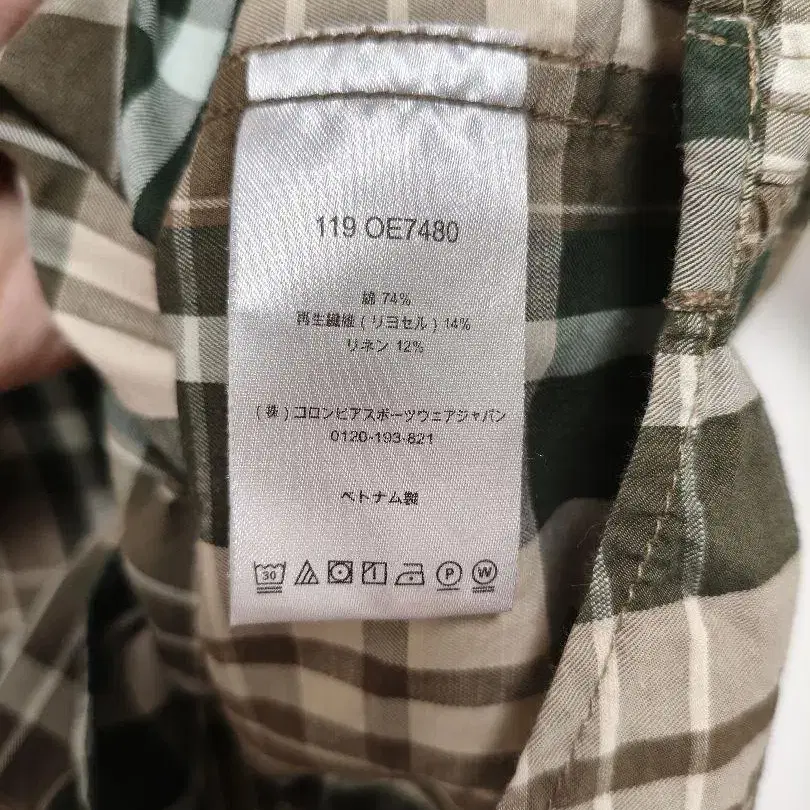 119 OE7480
綿 74%
再生繊維 ( リヨセル ) 14%
リネン 12%
( 株 ) コロンビアスポーツウェアジャパン
0120-193-821
ベトナム製
30 P W